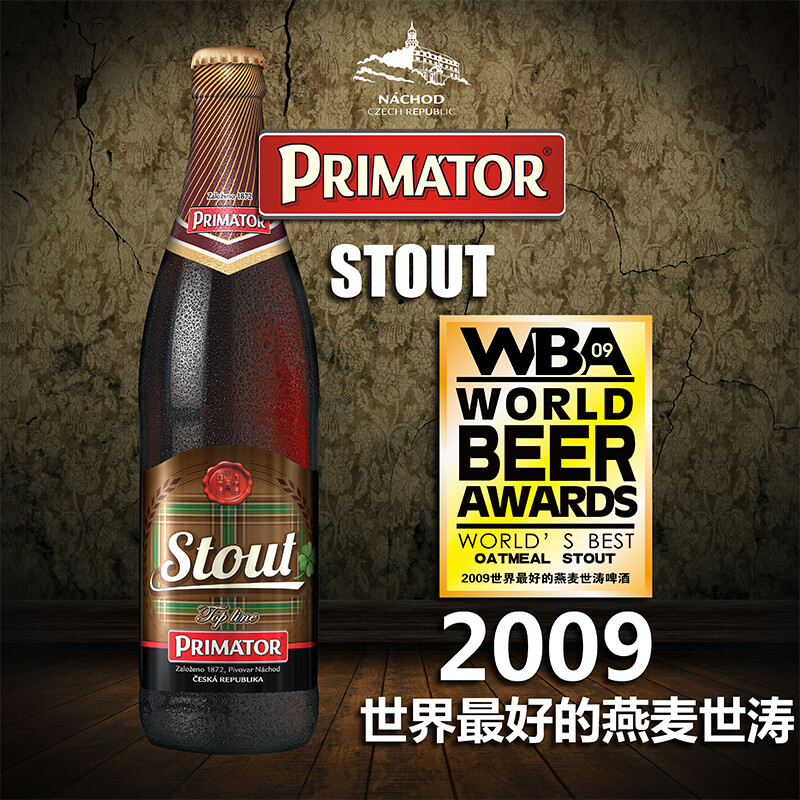 NÁCHOD
CZECH REPUBLIC
PRIMÁTOR®
STOUT
Založeno 1872
PRIMÁTOR
WBA 09
WORLD
BEER
AWARDS
WORLD'S BEST
OATMEAL STOUT
2009世界最好的燕麦世涛啤酒
Stout
Top line
PRIMÁTOR
Založeno 1872, Pivovar Náchod
ČESKÁ REPUBLIKA
2009
世界最好的燕麦世涛